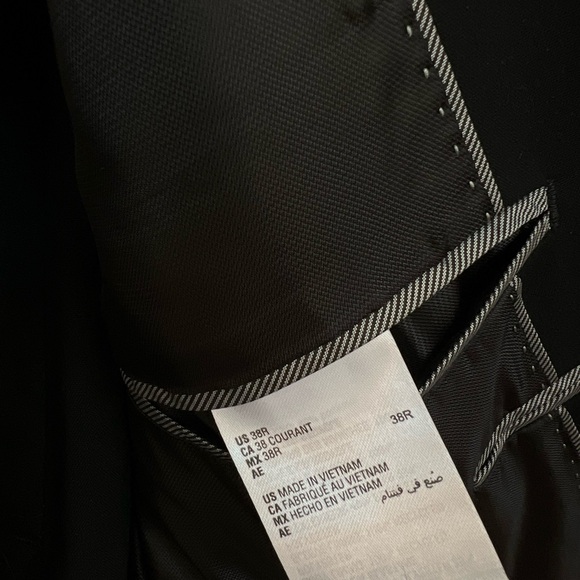 US 38R
CA 38 COURANT 38R
MX 38R
AE
US MADE IN VIETNAM
CA FABRIQUÉ AU VIETNAM
MX HECHO EN VIETNAM صُنع في فيتنام
AE